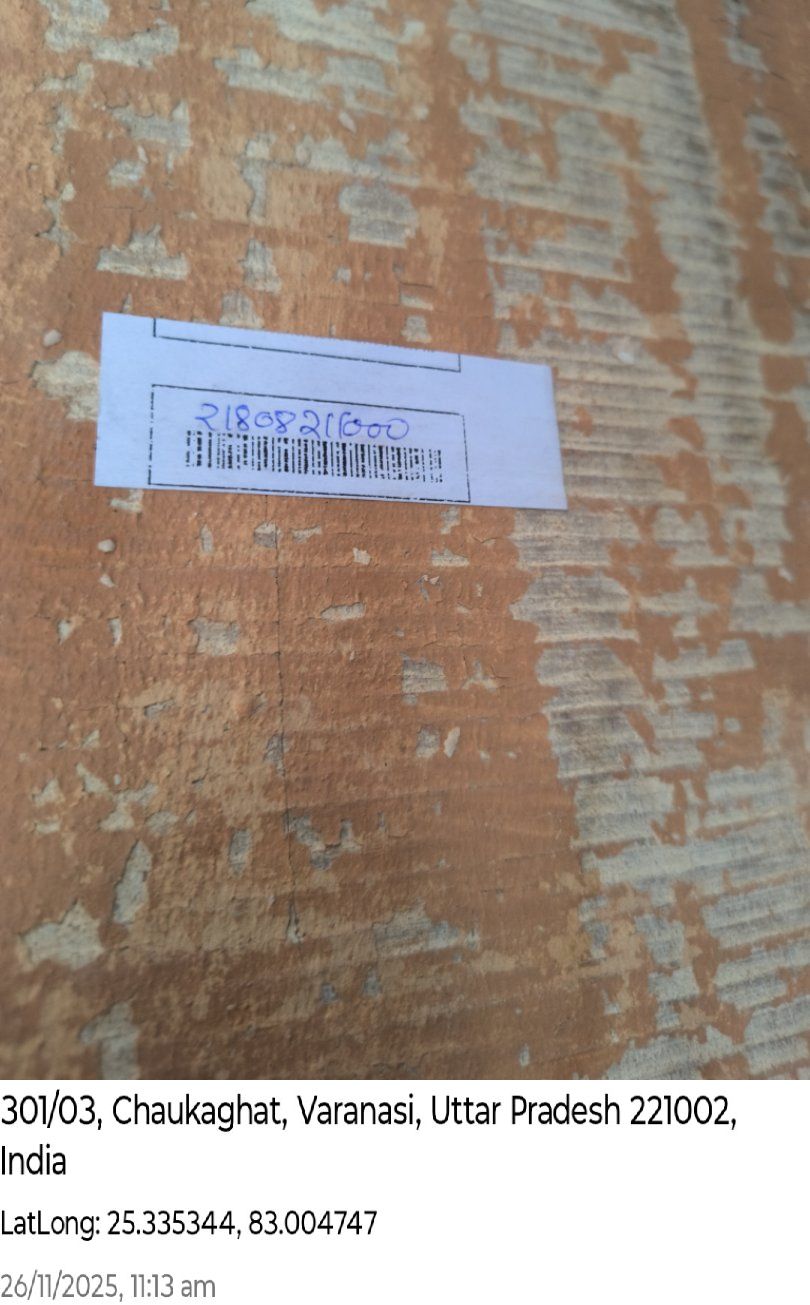 21808211000
301/03, Chaukaghat, Varanasi, Uttar Pradesh 221002,
India
LatLong: 25.335344, 83.004747
26/11/2025, 11:13 am